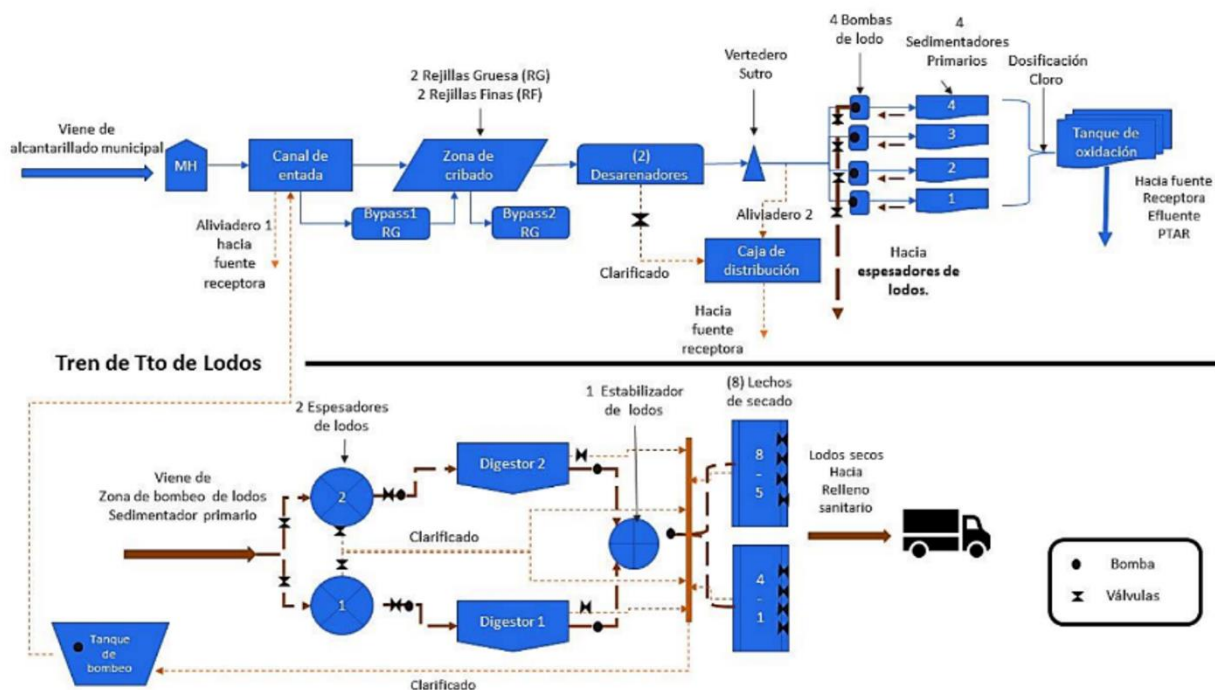 Viene de
alcantarillado municipal
MH
Canal de
entada
Aliviadero 1
hacia
fuente
receptora
2 Rejillas Gruesa (RG)
2 Rejillas Finas (RF)
Zona de
cribado
Bypass1
RG
Bypass2
RG
(2)
Desarenadores
Vertedero
Sutro
Aliviadero 2
Clarificado
Caja de
distribución
Hacia
fuente
receptora
4 Bombas
de lodo
4
Sedimentadores
Primarios
4
3
2
1
Hacia
espesadores de
lodos.
Dosificación
Cloro
Tanque de
oxidación
Hacia fuente
Receptora
Efluente
PTAR
Tren de Tto de Lodos
Viene de
Zona de bombeo de lodos
Sedimentador primario
2 Espesadores
de lodos
2
1
Digestor 2
Digestor 1
Clarificado
1 Estabilizador
de lodos
(8) Lechos
de secado
8
-
5
4
-
1
Lodos secos
Hacia
Relleno
sanitario
Bomba
Válvulas
Tanque
de
bombeo
Clarificado